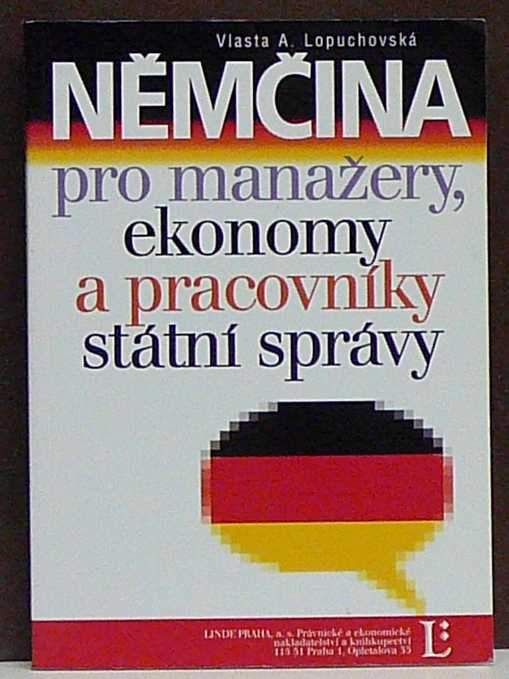 Vlasta A. Lopuchovská
NĚMČINA
pro manažery,
ekonomy
a pracovníky
státní správy
LINDE PRAHA, a. s. Právnické a ekonomické
nakladatelství a knihkupectví
115 51 Praha 1, Opletalova 35
L